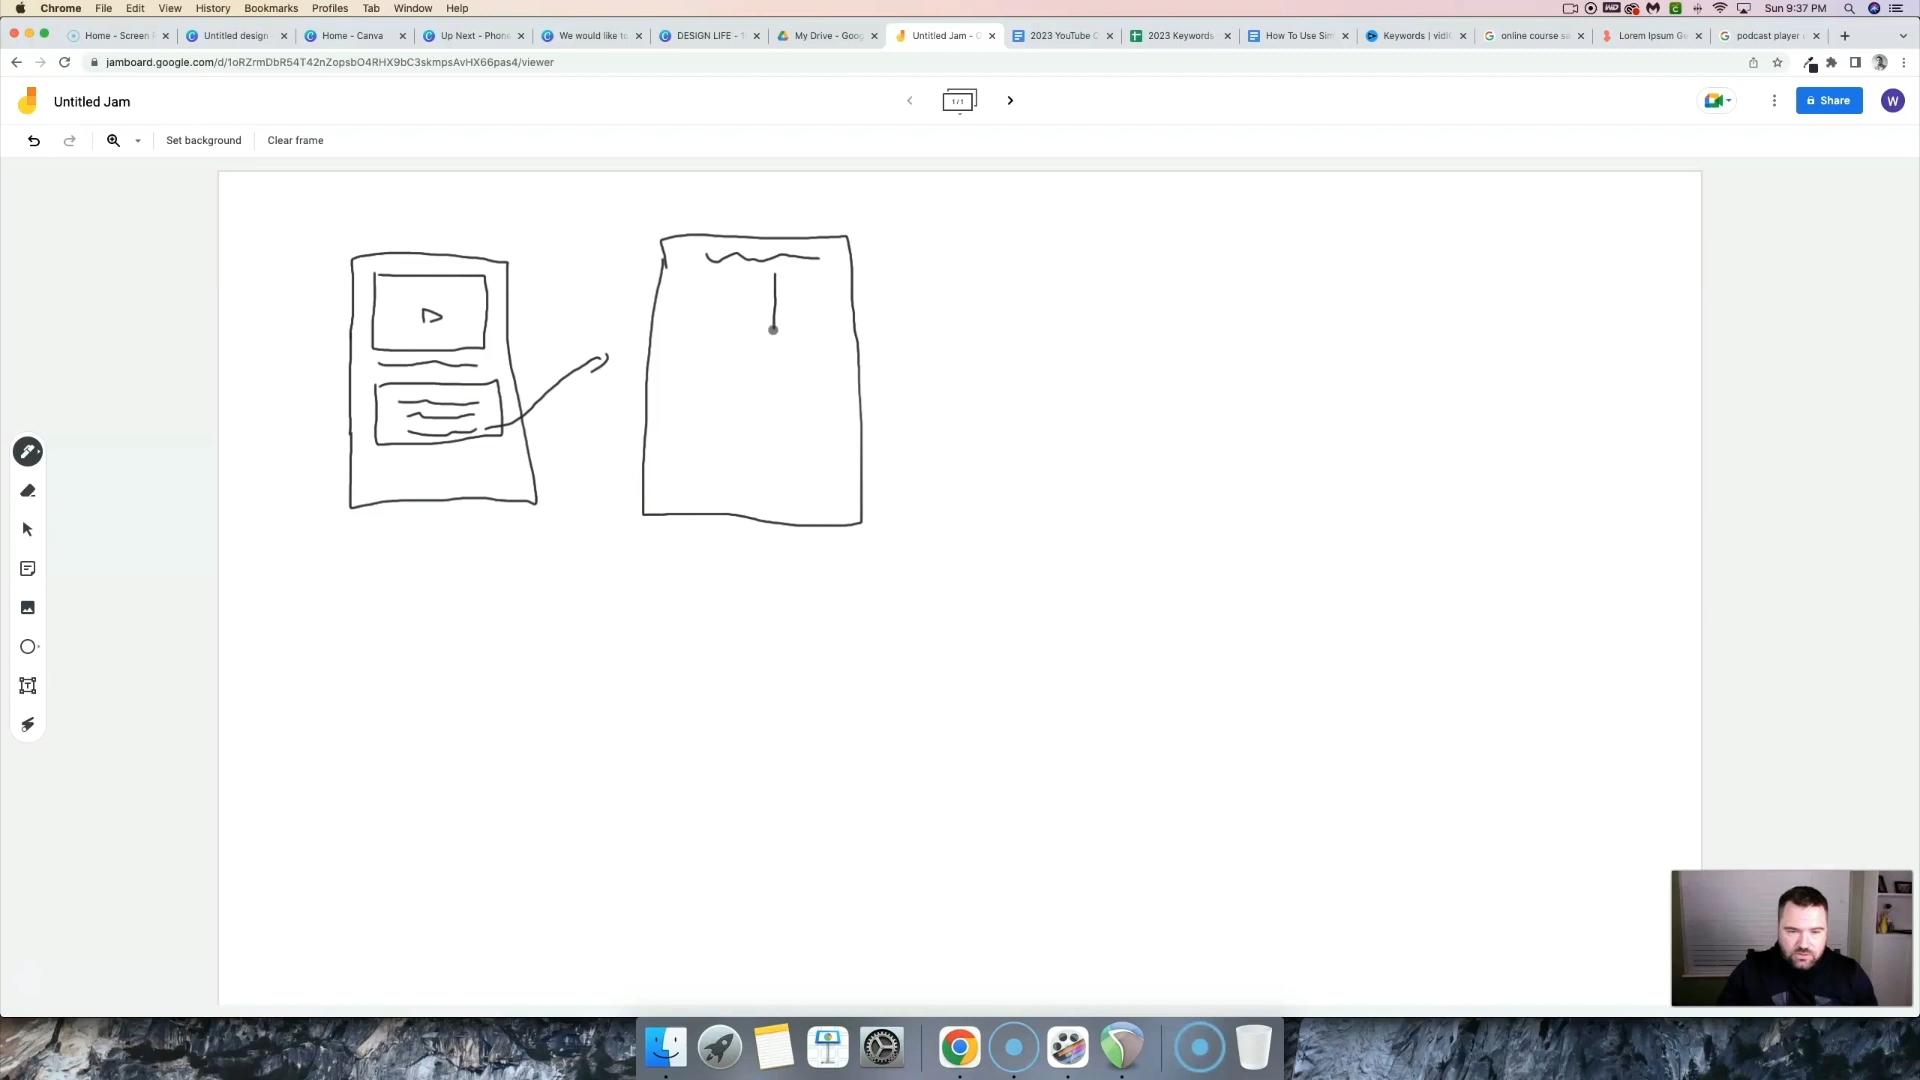 Chrome File Edit View History Bookmarks Profiles Tab Window Help Sun 9:37 PM
Home - Screen Untitled design Home - Canva Up Next - Phone We would like to DESIGN LIFE - My Drive - Goog Untitled Jam - 2023 YouTube C 2023 Keywords How To Use Sim Keywords | vidI online course sa Lorem Ipsum Ge podcast player
jamboard.google.com/d/1oRZrmDbR54T42nZopsbO4RHX9bC3skmpsAvHX66pas4/viewer
Untitled Jam 1/1 Share W
Set background Clear frame